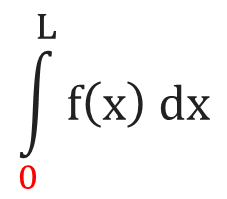 L
∫ f(x) dx
0